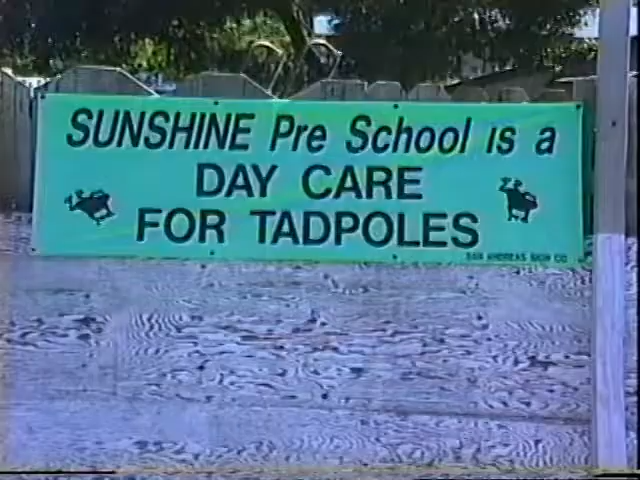 SUNSHINE Pre School is a
DAY CARE
FOR TADPOLES
SAN ANDREAS SIGN CO